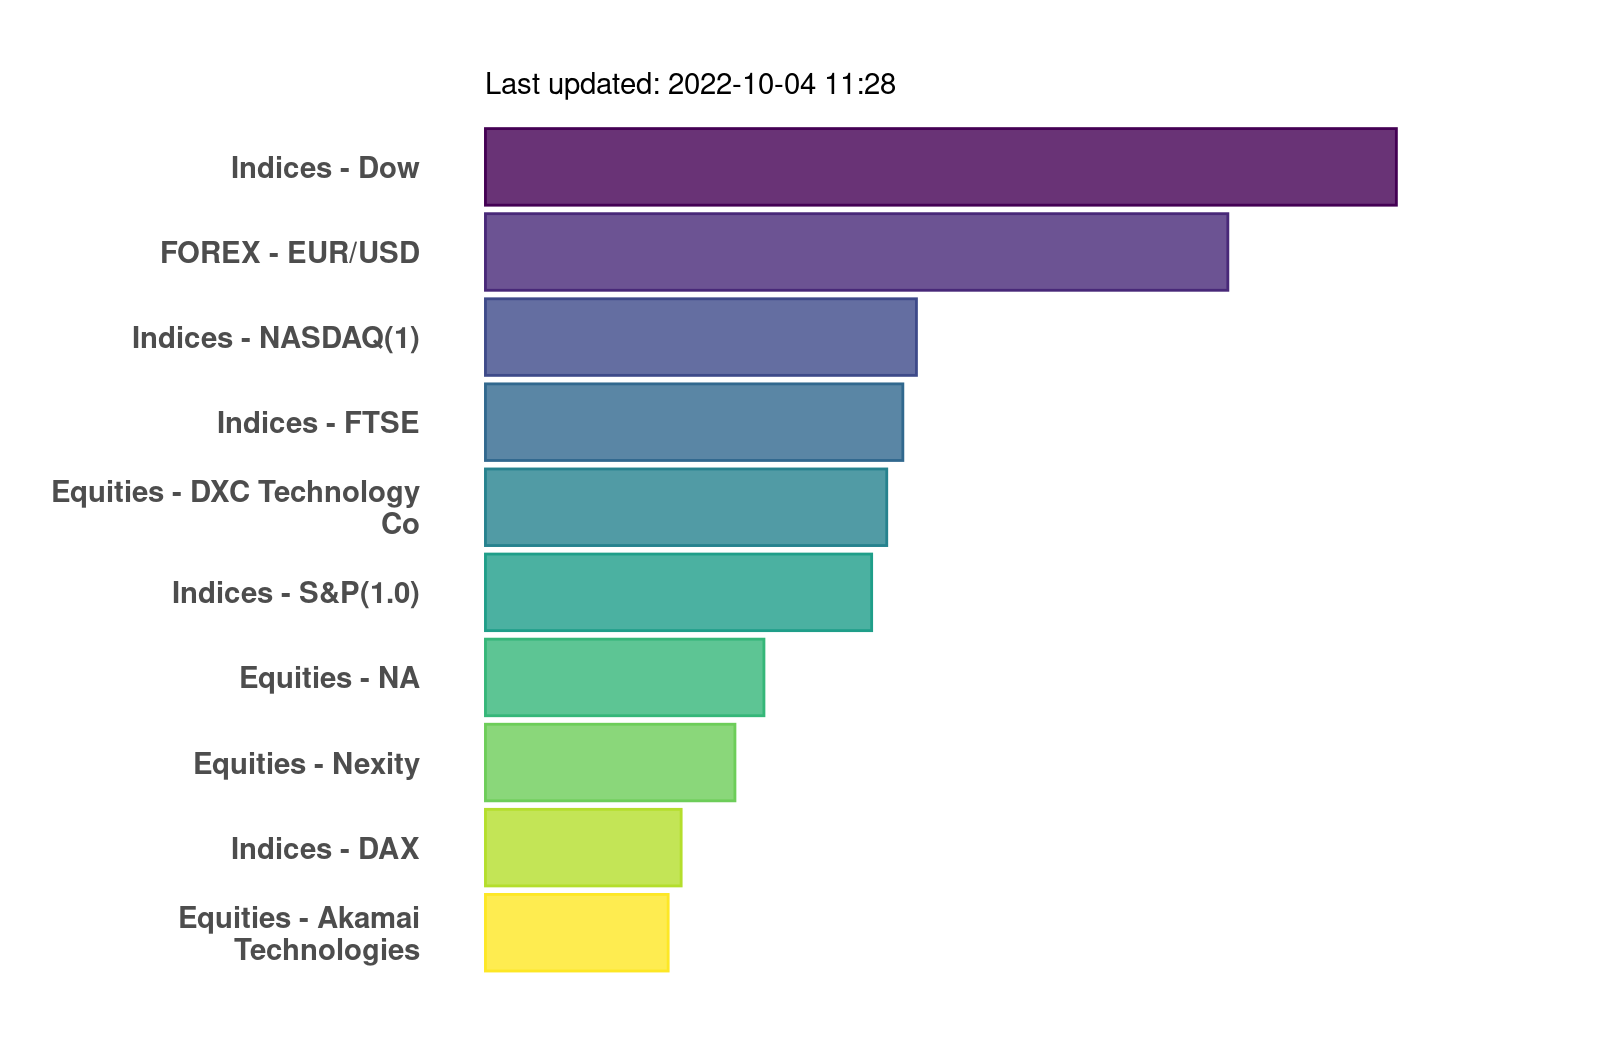 Last updated: 2022-10-04 11:28
Indices - Dow
FOREX - EUR/USD
Indices - NASDAQ(1)
Indices - FTSE
Equities - DXC Technology
Co
Indices - S&P(1.0)
Equities - NA
Equities - Nexity
Indices - DAX
Equities - Akamai
Technologies